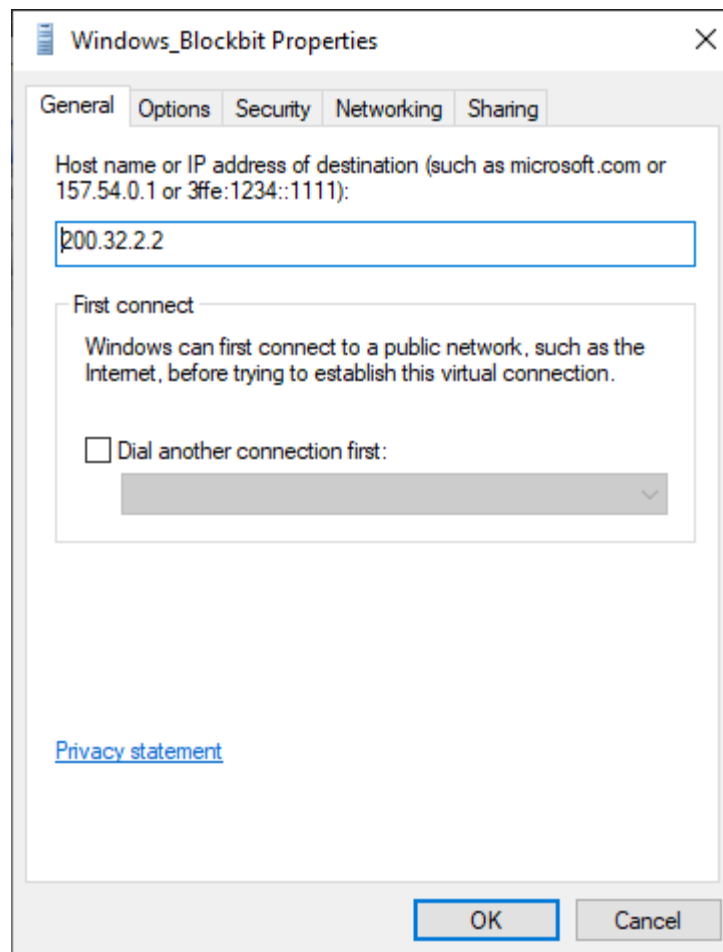 Windows_Blockbit Properties
General Options Security Networking Sharing
Host name or IP address of destination (such as microsoft.com or
157.54.0.1 or 3ffe:1234::1111):
200.32.2.2
First connect
Windows can first connect to a public network, such as the
Internet, before trying to establish this virtual connection.
Dial another connection first:
Privacy statement
OK Cancel